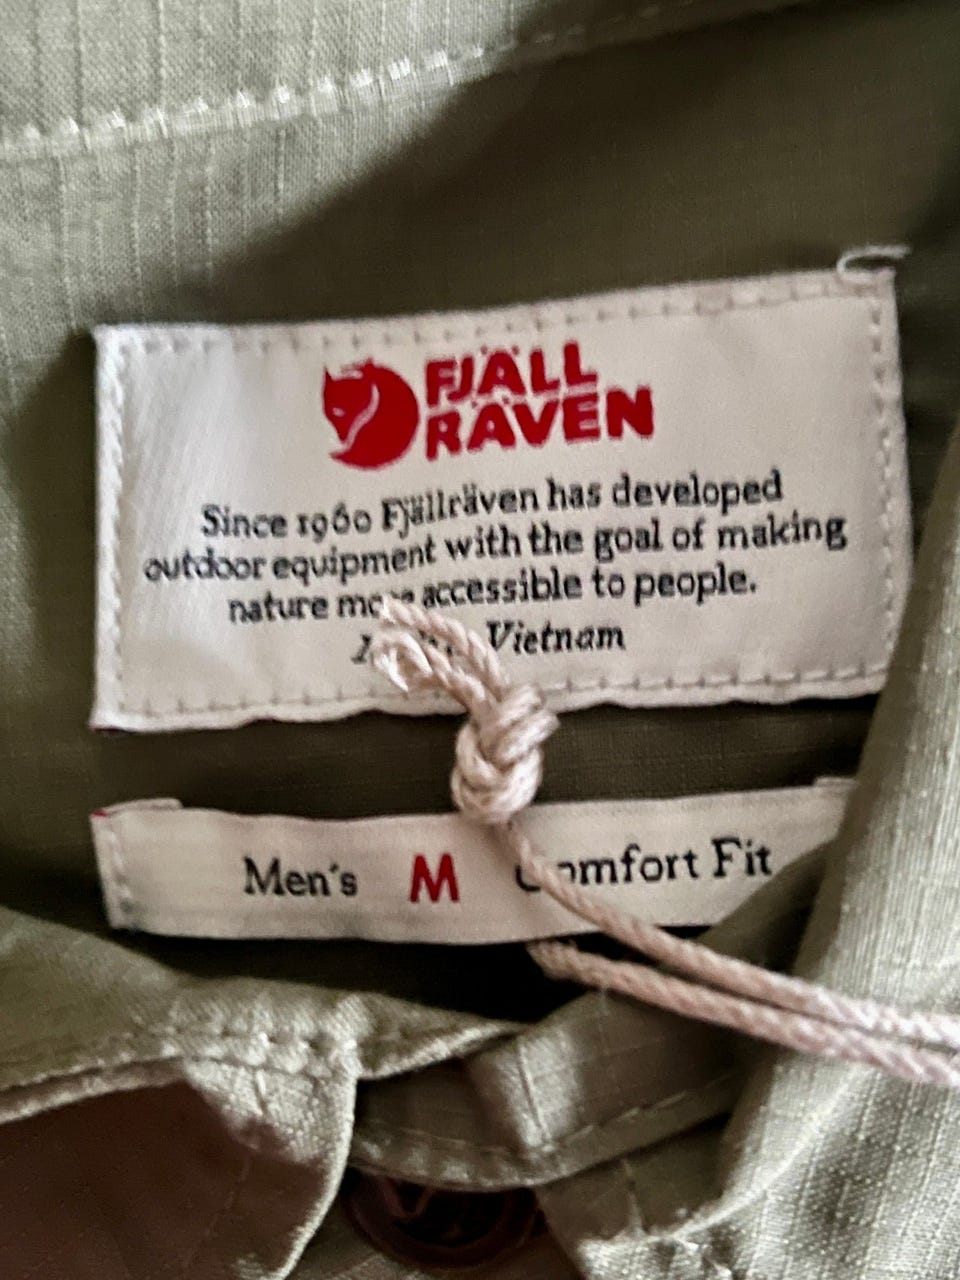 FJÄLL
RÄVEN
Since 1960 Fjällräven has developed
outdoor equipment with the goal of making
nature accessible to people.
Vietnam
Men's M Comfort Fit